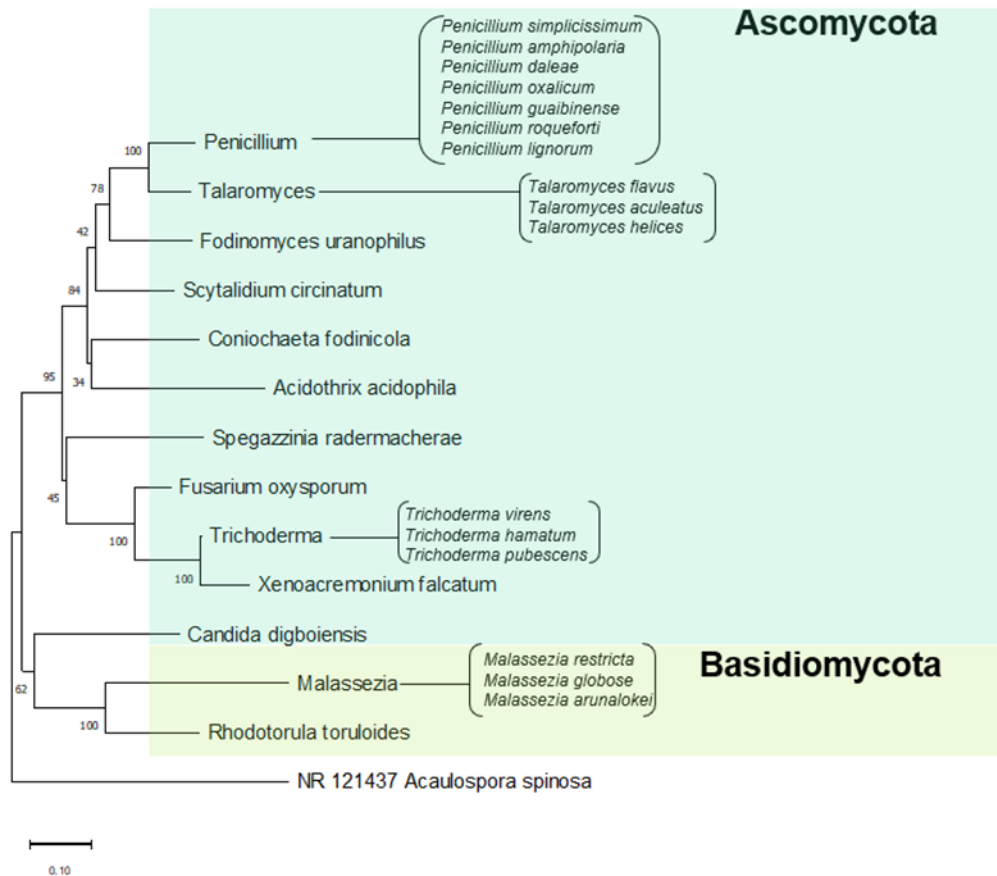 Ascomycota
Penicillium simplicissimum
Penicillium amphipolaria
Penicillium daleae
Penicillium oxalicum
Penicillium guaibinense
Penicillium roqueforti
Penicillium lignorum
100
Penicillium
78
Talaromyces
Talaromyces flavus
Talaromyces aculeatus
Talaromyces helices
42
Fodinomyces uranophilus
84
Scytalidium circinatum
Coniochaeta fodinicola
95
34
Acidothrix acidophila
Spegazzinia radermacherae
45
Fusarium oxysporum
Trichoderma virens
Trichoderma hamatum
Trichoderma pubescens
100
Trichoderma
100
Xenoacremonium falcatum
Candida digboiensis
Basidiomycota
Malassezia restricta
Malassezia globose
Malassezia arunalokei
62
Malassezia
100
Rhodotorula toruloides
NR 121437 Acaulospora spinosa
0.10